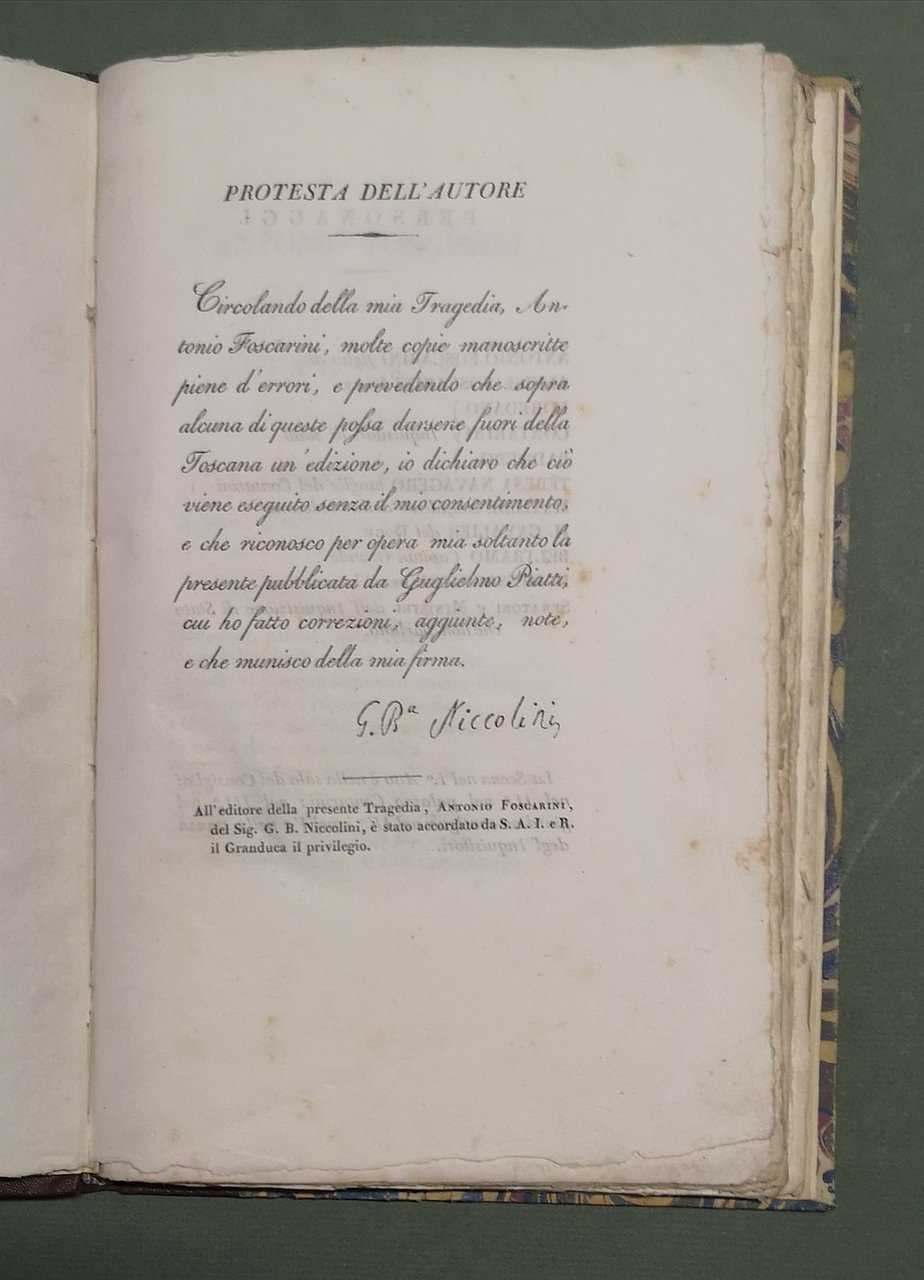 PROTESTA DELL'AUTORE
Circolando della mia Tragedia, An-
tonio Foscarini, molte copie manoscritte
piene d'errori, e prevedendo che sopra
alcuna di queste possa darsene fuori della
Toscana un'edizione, io dichiaro che ciò
viene eseguito senza il mio consentimento,
e che riconosco per opera mia soltanto la
presente pubblicata da Guglielmo Piatti,
cui ho fatto correzioni, aggiunte, note,
e che munisco della mia firma.
G. Bª Niccolini
All'editore della presente Tragedia, ANTONIO FOSCARINI,
del Sig. G. B. Niccolini, è stato accordato da S. A. I. e R.
il Granduca il privilegio.